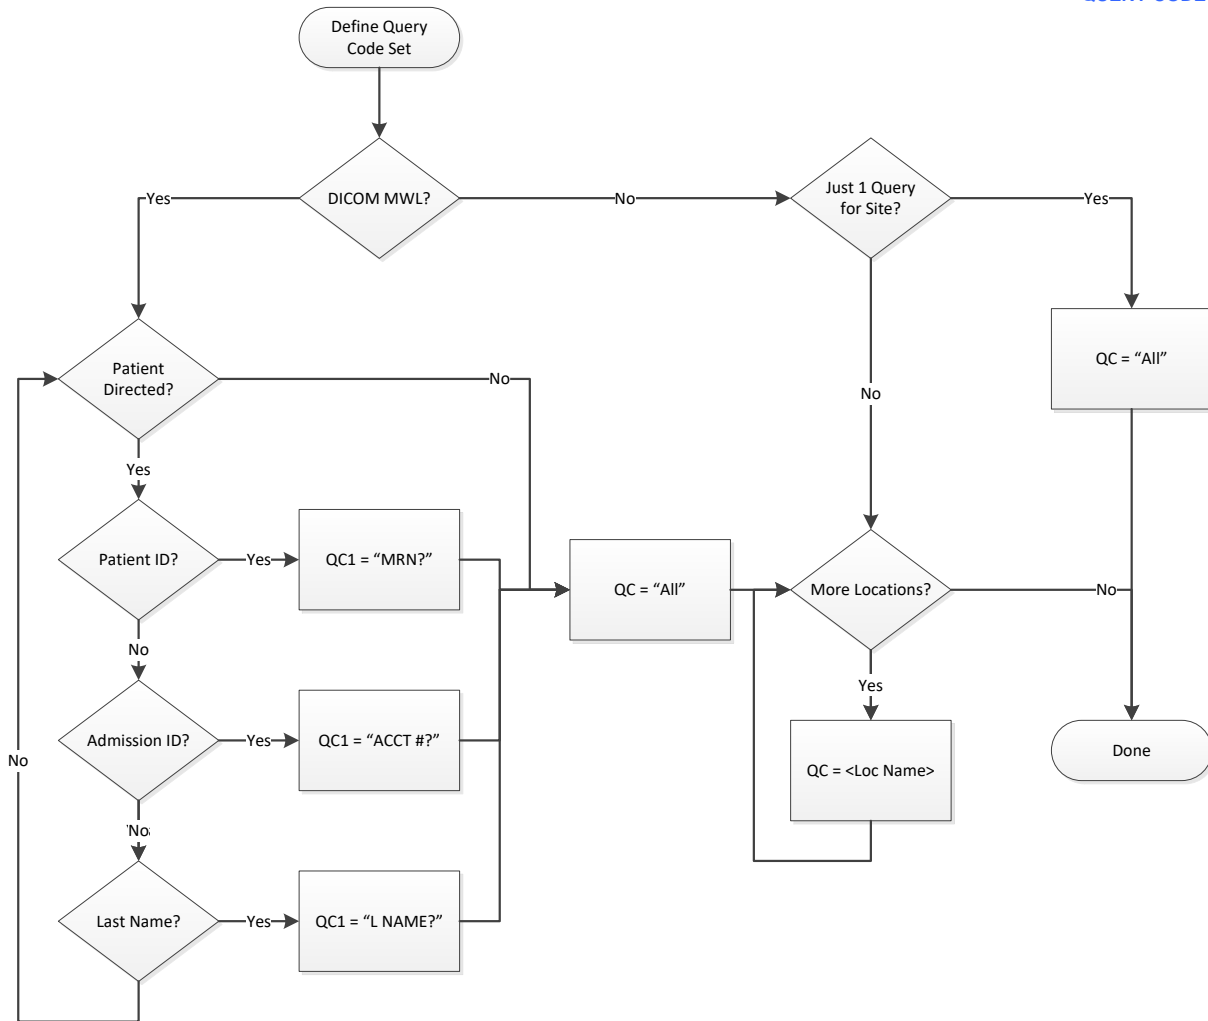 Define Query
Code Set
DICOM MWL?
Yes
No
Just 1 Query
for Site?
Yes
QC = “All”
Patient
Directed?
No
No
Yes
Patient ID?
Yes
QC1 = “MRN?”
QC = “All”
More Locations?
No
No
Yes
Admission ID?
Yes
QC1 = “ACCT #?”
QC = <Loc Name>
Done
No
No
Last Name?
Yes
QC1 = “L NAME?”